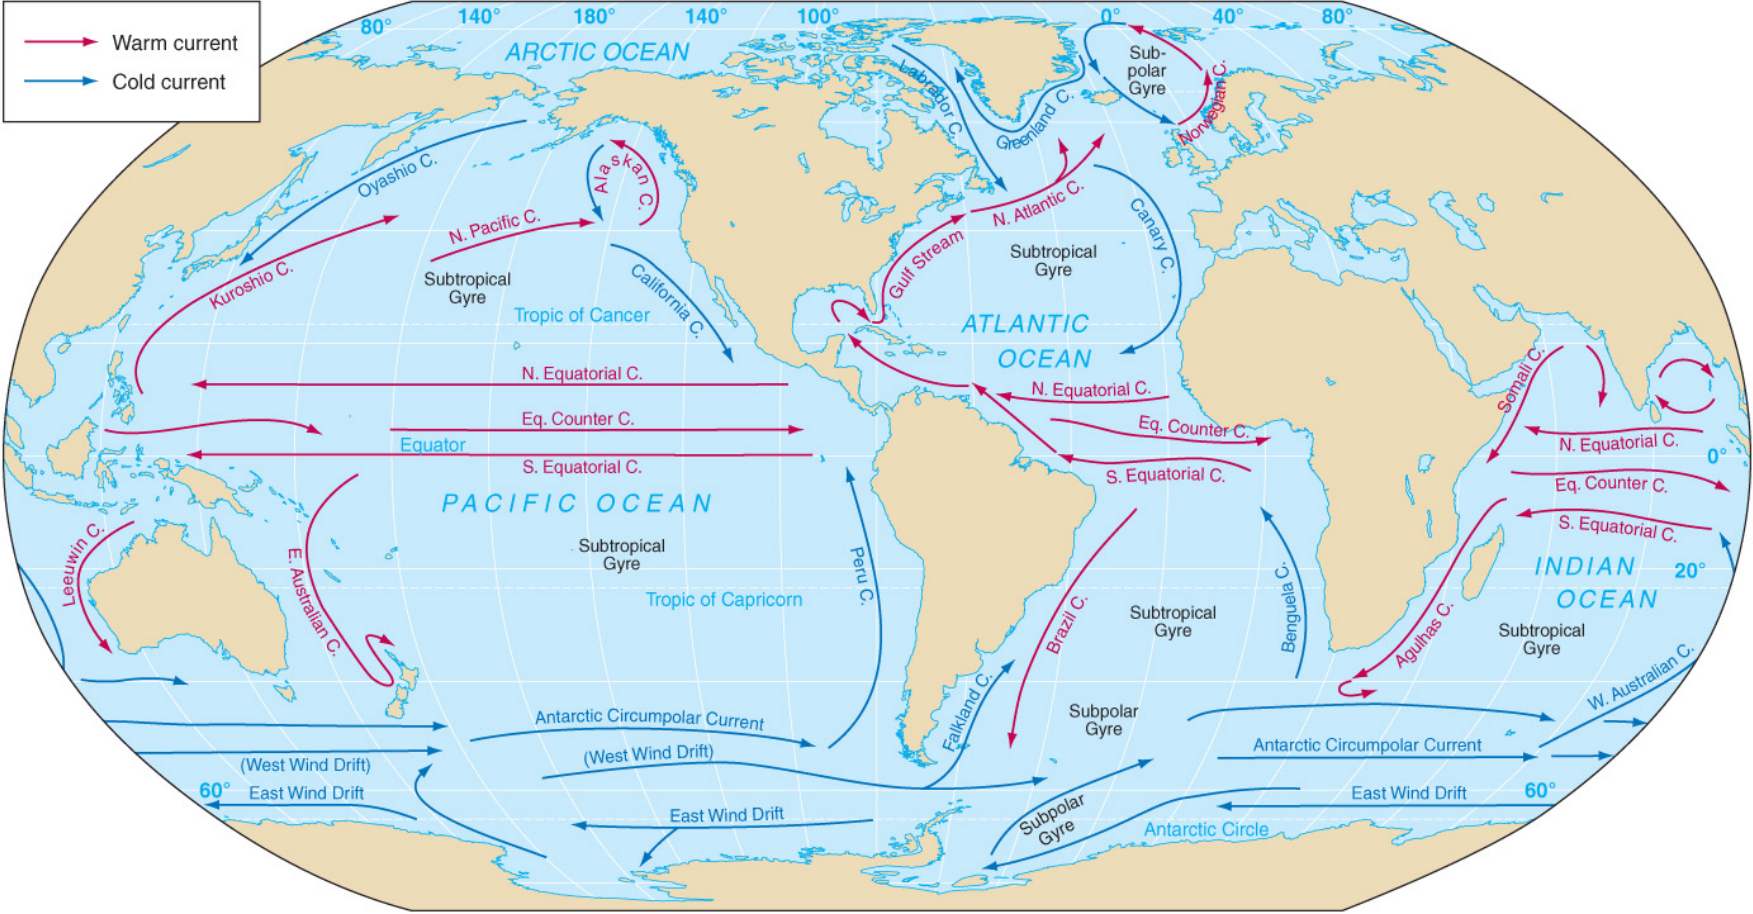 Warm current
Cold current
80°
140°
180°
140°
100°
0°
40°
80°
ARCTIC OCEAN
Sub-
polar
Gyre
Labrador C.
Greenland C.
Norwegian C.
Oyashio C.
Alaskan C.
N. Pacific C.
N. Atlantic C.
Canary C.
Subtropical
Gyre
Subtropical
Gyre
Kuroshio C.
California C.
Gulf Stream
Tropic of Cancer
ATLANTIC
OCEAN
N. Equatorial C.
N. Equatorial C.
Somali C.
Eq. Counter C.
Eq. Counter C.
N. Equatorial C.
Equator
0°
S. Equatorial C.
S. Equatorial C.
Eq. Counter C.
PACIFIC OCEAN
S. Equatorial C.
Leeuwin C.
E. Australian C.
Subtropical
Gyre
Peru C.
INDIAN
20°
OCEAN
Tropic of Capricorn
Brazil C.
Subtropical
Gyre
Benguela C.
Agulhas C.
Subtropical
Gyre
W. Australian C.
Falkland C.
Subpolar
Gyre
Antarctic Circumpolar Current
(West Wind Drift)
Antarctic Circumpolar Current
(West Wind Drift)
60°
East Wind Drift
East Wind Drift
East Wind Drift
60°
Subpolar
Gyre
Antarctic Circle